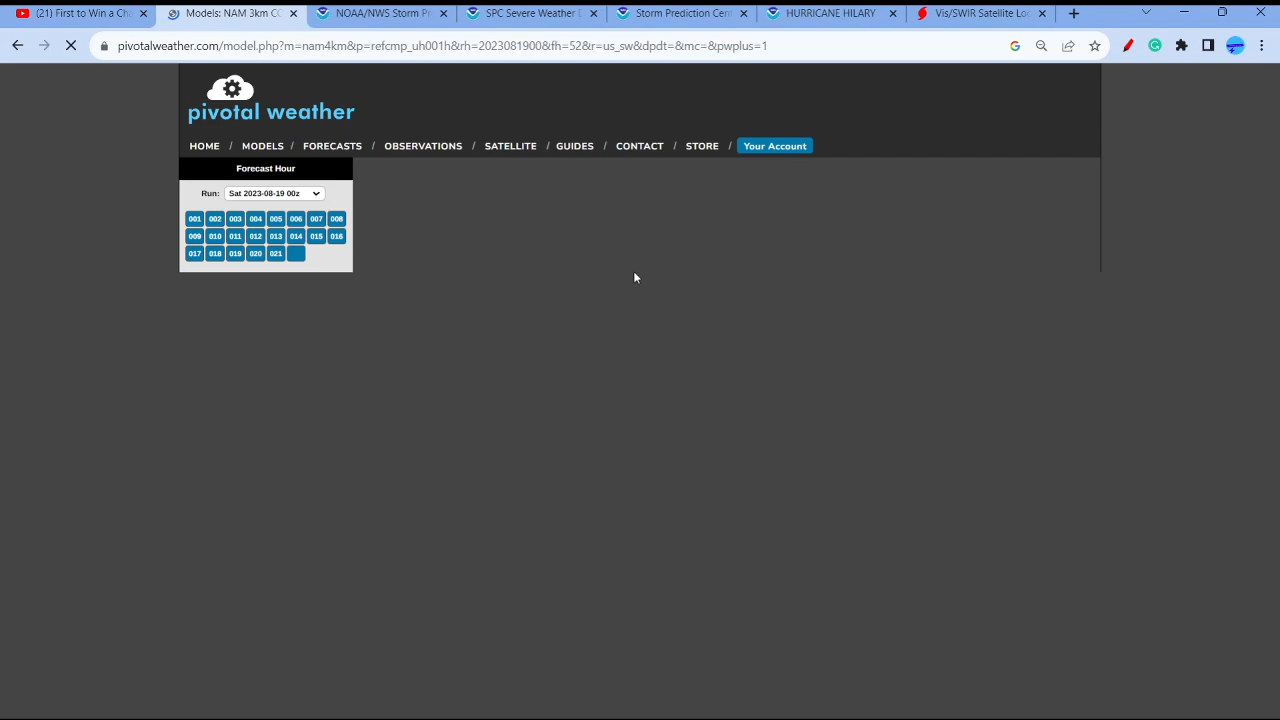 (21) First to Win a Ch
Models: NAM 3km CC
NOAA/NWS Storm Pr
SPC Severe Weather
Storm Prediction Cent
HURRICANE HILARY
Vis/SWIR Satellite Loo
pivotalweather.com/model.php?m=nam4km&p=refcmp_uh001h&rh=2023081900&fh=52&r=us_sw&dpdt=&mc=&pwplus=1
pivotal weather
HOME / MODELS / FORECASTS / OBSERVATIONS / SATELLITE / GUIDES / CONTACT / STORE / Your Account
Forecast Hour
Run: Sat 2023-08-19 00z
001 002 003 004 005 006 007 008
009 010 011 012 013 014 015 016
017 018 019 020 021